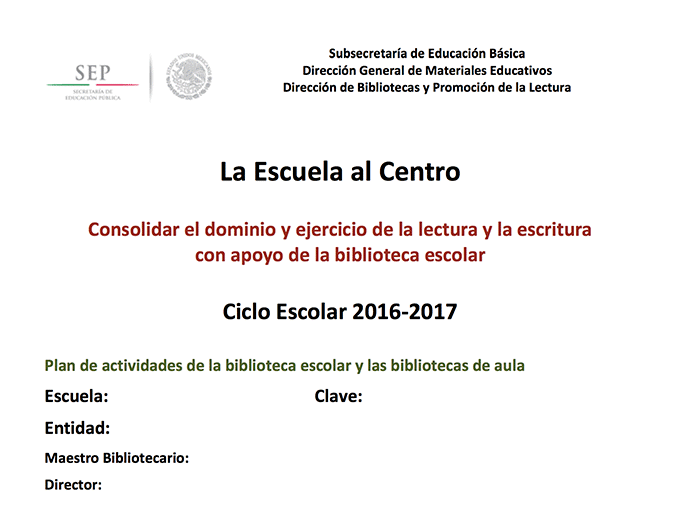 SEP
SECRETARÍA DE
EDUCACIÓN PÚBLICA
ESTADOS UNIDOS MEXICANOS
Subsecretaría de Educación Básica
Dirección General de Materiales Educativos
Dirección de Bibliotecas y Promoción de la Lectura
La Escuela al Centro
Consolidar el dominio y ejercicio de la lectura y la escritura
con apoyo de la biblioteca escolar
Ciclo Escolar 2016-2017
Plan de actividades de la biblioteca escolar y las bibliotecas de aula
Escuela: Clave:
Entidad:
Maestro Bibliotecario:
Director: